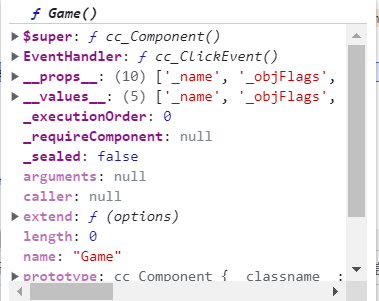 ƒ Game()
$super: ƒ cc_Component()
EventHandler: ƒ cc_ClickEvent()
__props__: (10) ['_name', '_objFlags',
__values__: (5) ['_name', '_objFlags',
_executionOrder: 0
_requireComponent: null
_sealed: false
arguments: null
caller: null
extend: ƒ (options)
length: 0
name: "Game"
prototype: cc_Component {__classname__: